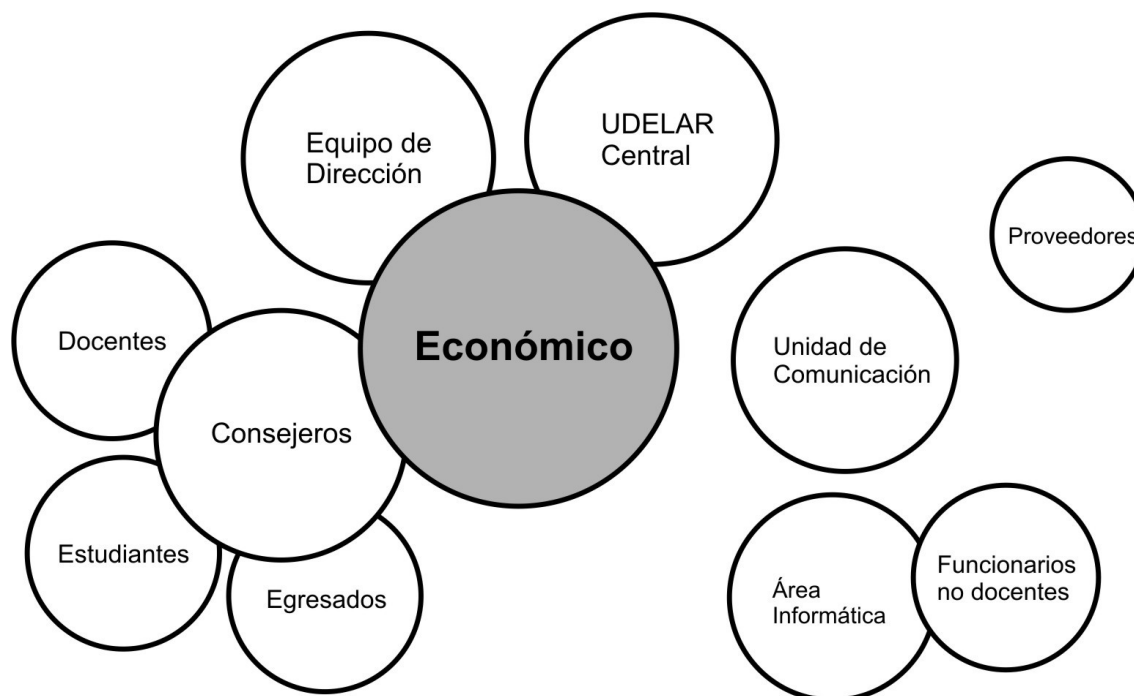 Equipo de
Dirección
UDELAR
Central
Proveedores
Docentes
Económico
Unidad de
Comunicación
Consejeros
Estudiantes
Egresados
Área
Informática
Funcionarios
no docentes